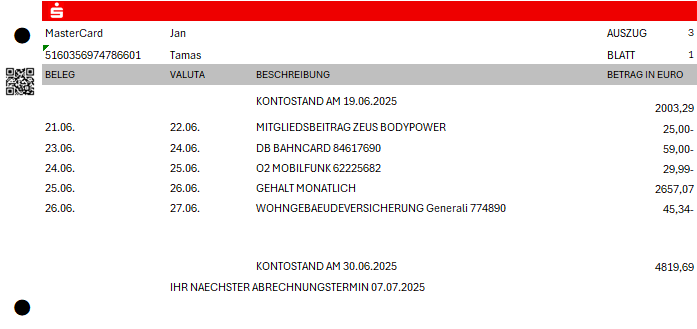 MasterCard Jan AUSZUG 3
5160356974786601 Tamas BLATT 1
BELEG VALUTA BESCHREIBUNG BETRAG IN EURO
KONTOSTAND AM 19.06.2025 2003,29
21.06. 22.06. MITGLIEDSBEITRAG ZEUS BODYPOWER 25,00-
23.06. 24.06. DB BAHNCARD 84617690 59,00-
24.06. 25.06. O2 MOBILFUNK 62225682 29,99-
25.06. 26.06. GEHALT MONATLICH 2657,07
26.06. 27.06. WOHNGEBAEUDEVERSICHERUNG Generali 774890 45,34-
KONTOSTAND AM 30.06.2025 4819,69
IHR NAECHSTER ABRECHNUNGSTERMIN 07.07.2025